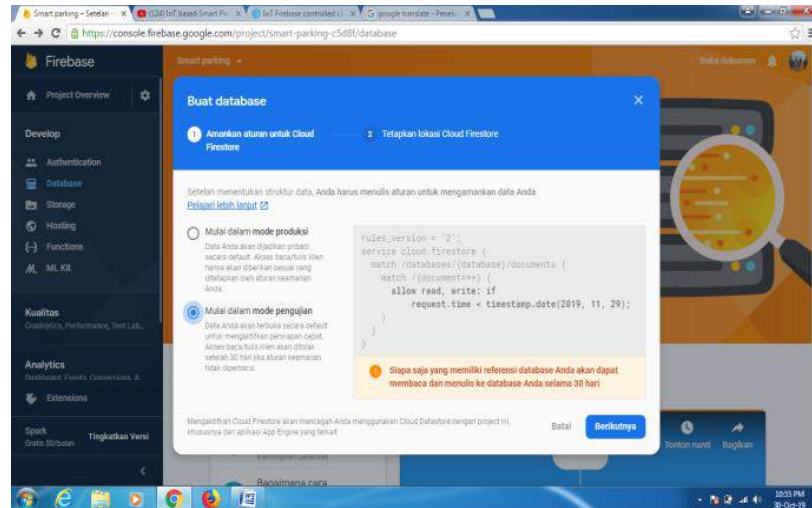 Smart parking – Setelan
(124) IoT based Smart Par
IoT Firebase controlled LE
google translate - Penelu
https://console.firebase.google.com/project/smart-parking-c5d8f/database
Firebase
Smart parking
Buka dokumen
Project Overview
Develop
Authentication
Database
Storage
Hosting
Functions
ML Kit
Kualitas
Crashlytics, Performance, Test Lab...
Analytics
Dashboard, Events, Conversions, A...
Extensions
Spark
Gratis $0/bulan
Tingkatkan Versi
Buat database
1 Amankan aturan untuk Cloud
Firestore
2 Tetapkan lokasi Cloud Firestore
Setelah menentukan struktur data, Anda harus menulis aturan untuk mengamankan data Anda.
Pelajari lebih lanjut
Mulai dalam mode produksi
Data Anda akan dijadikan pribadi
secara default. Akses baca/tulis klien
hanya akan diberikan sesuai yang
ditetapkan oleh aturan keamanan
Anda.
Mulai dalam mode pengujian
Data Anda akan terbuka secara default
untuk mengaktifkan penyiapan cepat.
Akses baca/tulis klien akan ditolak
setelah 30 hari jika aturan keamanan
tidak diperbarui.
rules_version = '2';
service cloud.firestore {
match /databases/{database}/documents {
match /{document=**} {
allow read, write: if
request.time < timestamp.date(2019, 11, 29);
}
}
}
Siapa saja yang memiliki referensi database Anda akan dapat
membaca dan menulis ke database Anda selama 30 hari
Mengaktifkan Cloud Firestore akan mencegah Anda menggunakan Cloud Datastore dengan project ini,
khususnya dari aplikasi App Engine yang terkait
Batal
Berikutnya
Tonton nanti
Bagikan
Bagaimana cara
10:55 PM
30-Oct-19